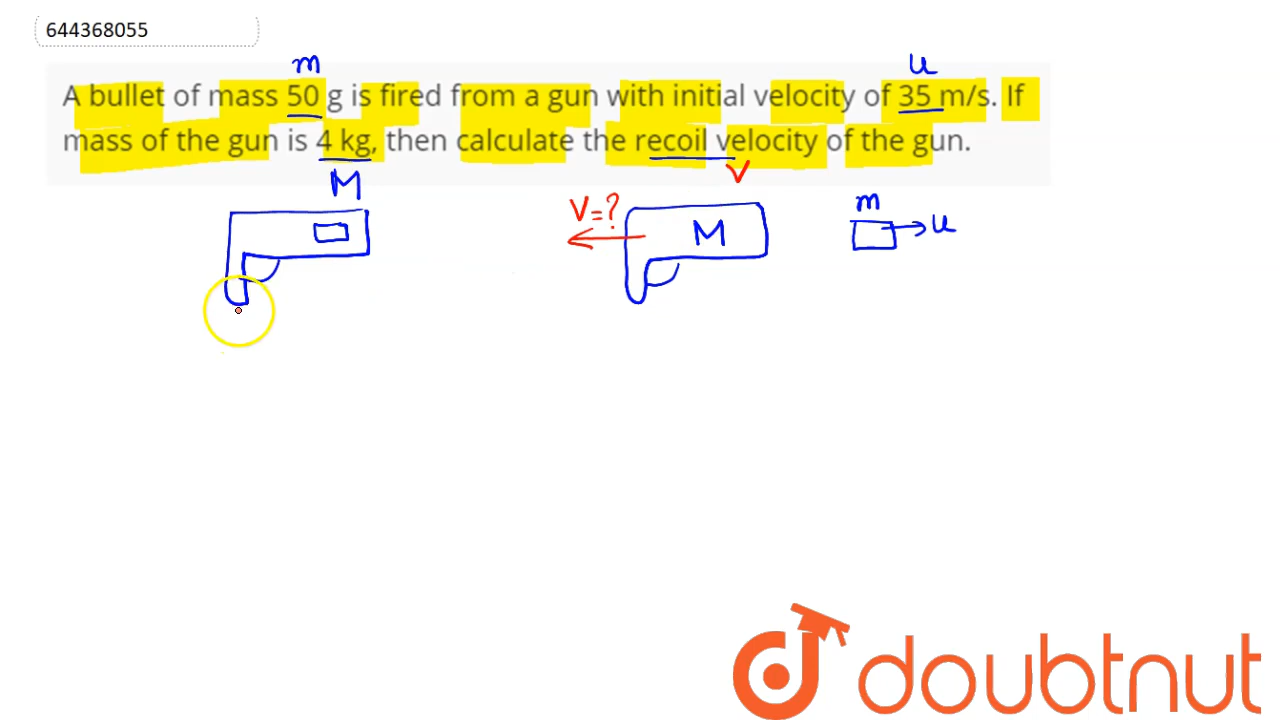 644368055
m
u
A bullet of mass 50 g is fired from a gun with initial velocity of 35 m/s. If
mass of the gun is 4 kg, then calculate the recoil velocity of the gun.
M
V
V=?
M
m
u
doubtnut